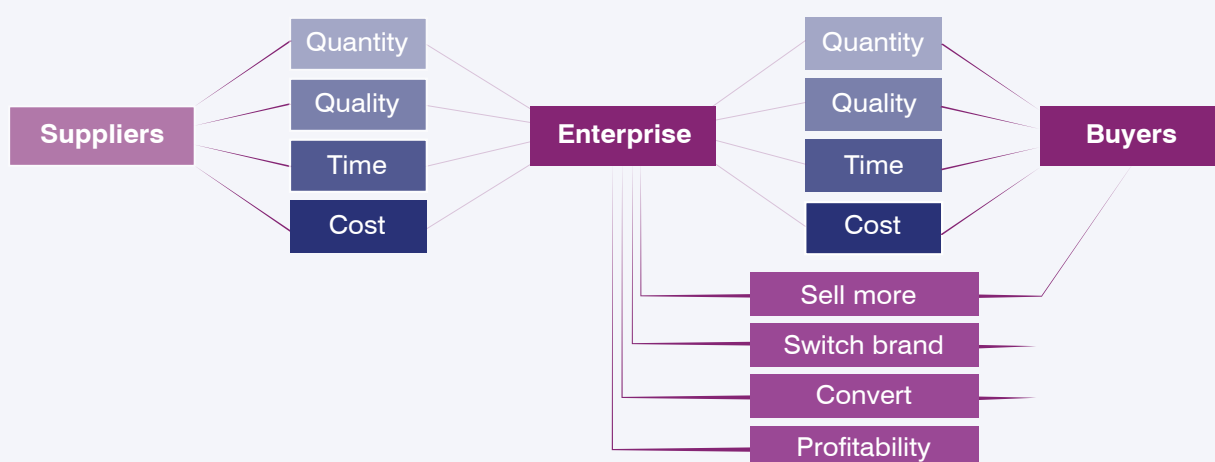 Suppliers
Quantity
Quality
Time
Cost
Enterprise
Quantity
Quality
Time
Cost
Buyers
Sell more
Switch brand
Convert
Profitability